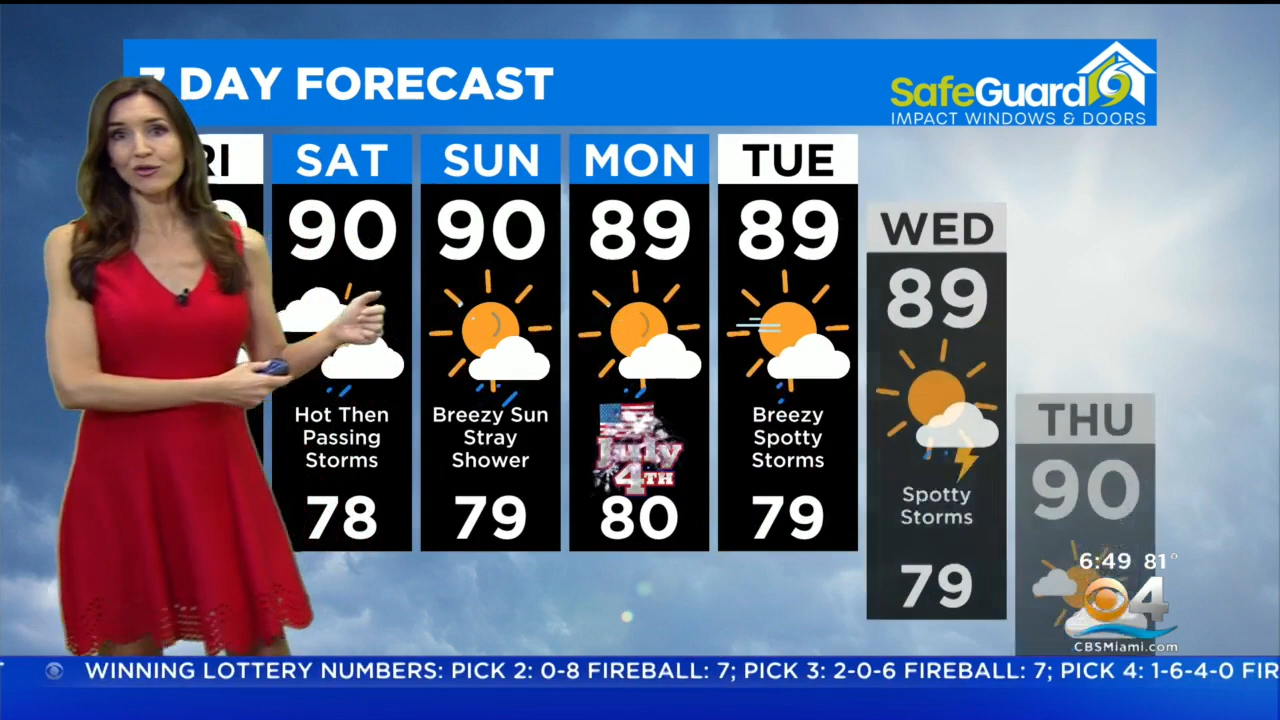 7 DAY FORECAST
SafeGuard
IMPACT WINDOWS & DOORS
RI
SAT
90
Hot Then
Passing
Storms
78
SUN
90
Breezy Sun
Stray
Shower
79
MON
89
July
4TH
80
TUE
89
Breezy
Spotty
Storms
79
WED
89
Spotty
Storms
79
THU
90
6:49 81°
4
CBSMiami.com
WINNING LOTTERY NUMBERS: PICK 2: 0-8 FIREBALL: 7; PICK 3: 2-0-6 FIREBALL: 7; PICK 4: 1-6-4-0 FIR